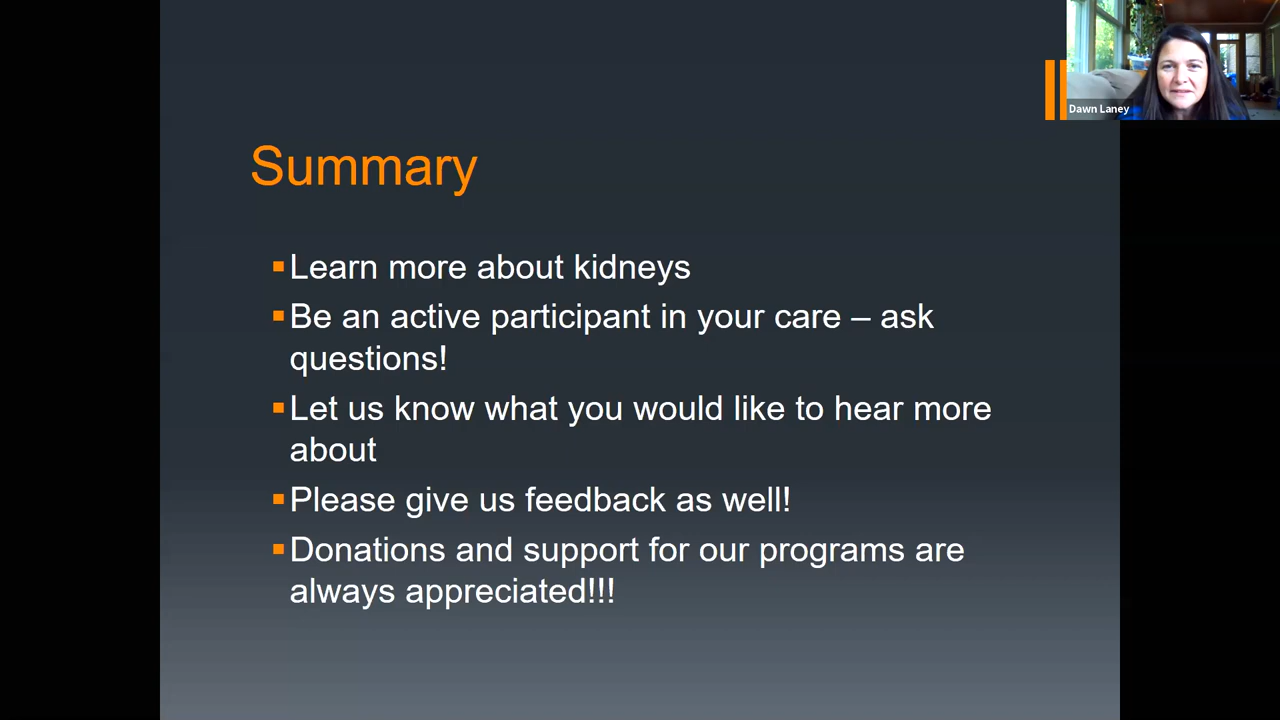 Dawn Laney
Summary
Learn more about kidneys
Be an active participant in your care – ask
questions!
Let us know what you would like to hear more
about
Please give us feedback as well!
Donations and support for our programs are
always appreciated!!!